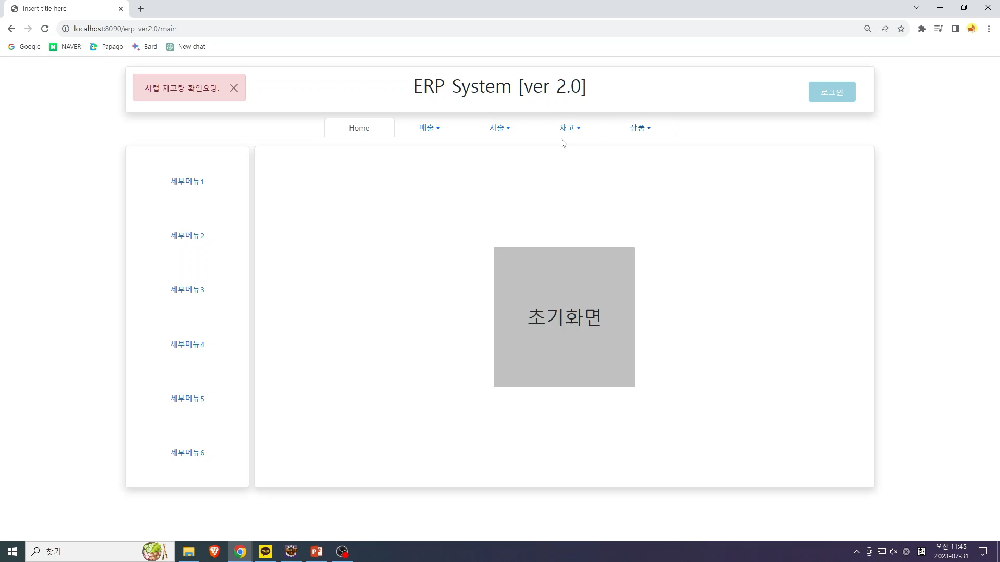 Insert title here
localhost:8090/erp_ver2.0/main
Google NAVER Papago Bard New chat
시럽 재고량 확인요망.
ERP System [ver 2.0]
로그인
Home 매출 지출 재고 상품
세부메뉴1
세부메뉴2
세부메뉴3
세부메뉴4
세부메뉴5
세부메뉴6
초기화면
찾기
TALK
한
오전 11:45
2023-07-31